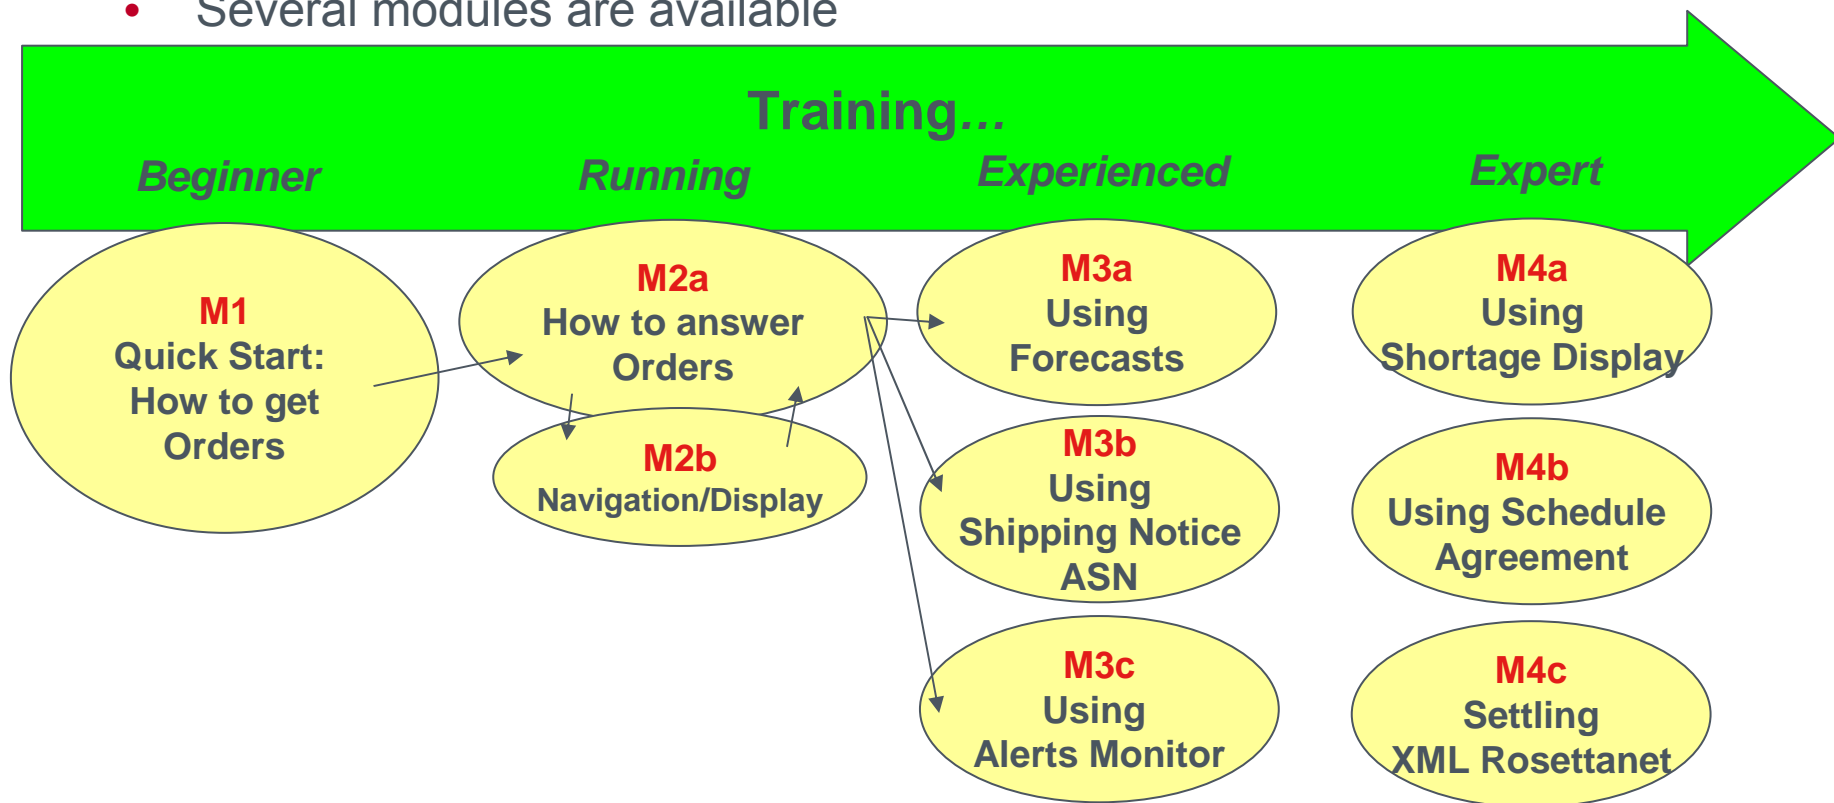 • Several modules are available
Training...
Beginner
Running
Experienced
Expert
M1
Quick Start:
How to get
Orders
M2a
How to answer
Orders
M2b
Navigation/Display
M3a
Using
Forecasts
M3b
Using
Shipping Notice
ASN
M3c
Using
Alerts Monitor
M4a
Using
Shortage Display
M4b
Using Schedule
Agreement
M4c
Settling
XML Rosettanet